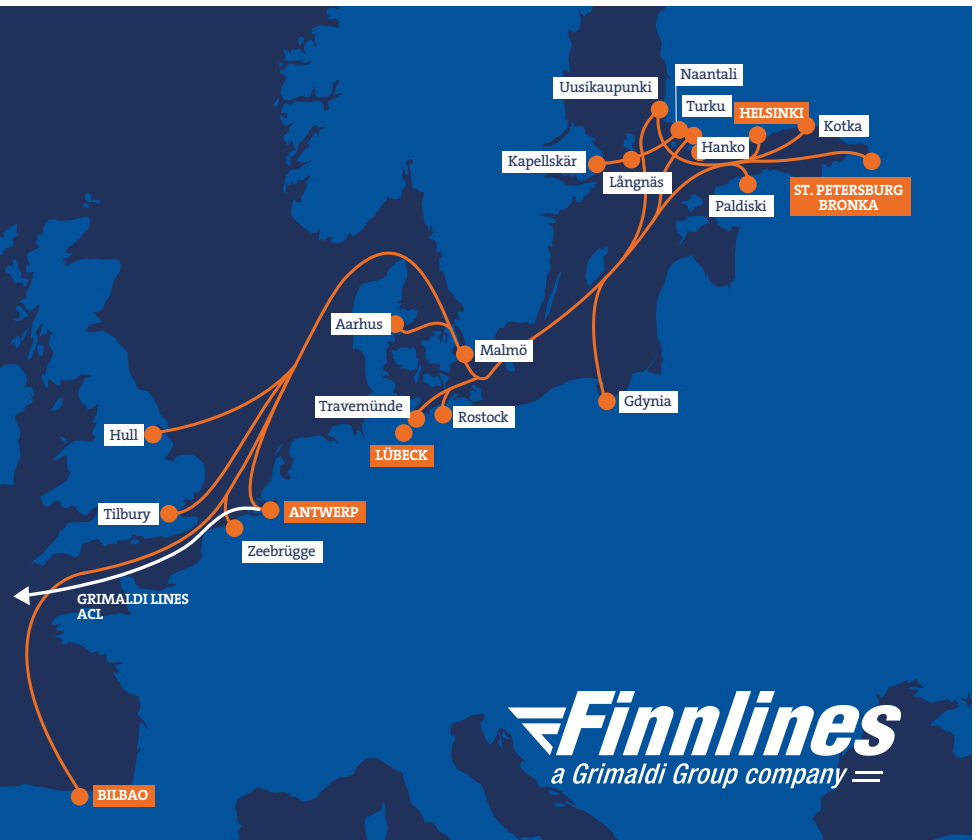 Naantali
Uusikaupunki
Turku
HELSINKI
Kotka
Hanko
Kapellskär
Långnäs
ST. PETERSBURG
BRONKA
Paldiski
Aarhus
Malmö
Travemünde
Gdynia
Rostock
Hull
LÜBECK
Tilbury
ANTWERP
Zeebrügge
GRIMALDI LINES
ACL
Finnlines
a Grimaldi Group company
BILBAO